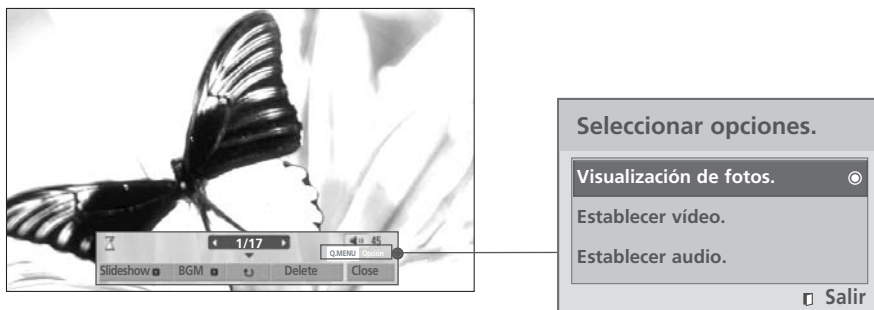 1/17
45
Q.MENU Opción
Slideshow BGM Delete Close
Seleccionar opciones.
Visualización de fotos.
Establecer vídeo.
Establecer audio.
Salir